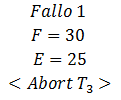 Fallo 1
F = 30
E = 25
< Abort T₃ >